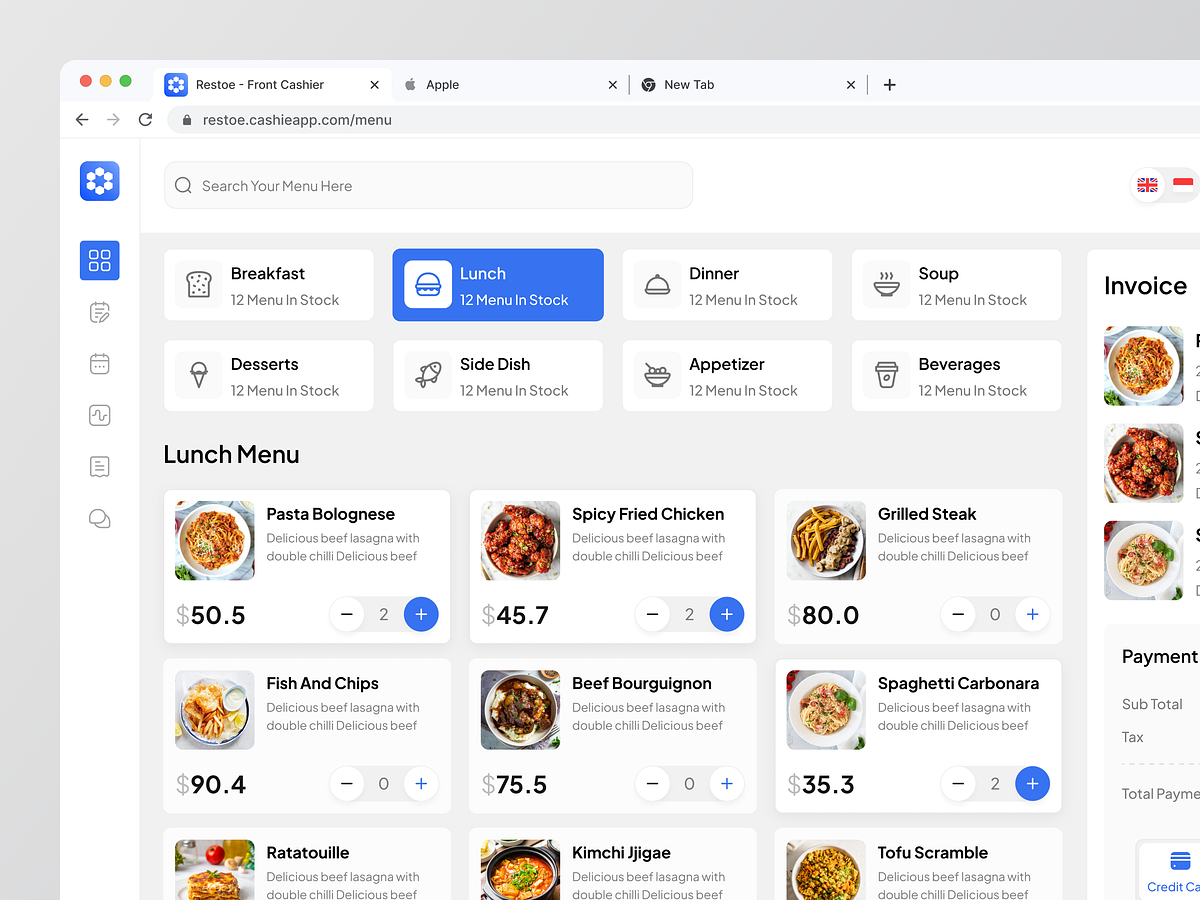 Restoe - Front Cashier
Apple
New Tab
restoe.cashieapp.com/menu
Search Your Menu Here
Breakfast
12 Menu In Stock
Lunch
12 Menu In Stock
Dinner
12 Menu In Stock
Soup
12 Menu In Stock
Desserts
12 Menu In Stock
Side Dish
12 Menu In Stock
Appetizer
12 Menu In Stock
Beverages
12 Menu In Stock
Lunch Menu
Pasta Bolognese
Delicious beef lasagna with
double chilli Delicious beef
$50.5
2
Spicy Fried Chicken
Delicious beef lasagna with
double chilli Delicious beef
$45.7
2
Grilled Steak
Delicious beef lasagna with
double chilli Delicious beef
$80.0
0
Fish And Chips
Delicious beef lasagna with
double chilli Delicious beef
$90.4
0
Beef Bourguignon
Delicious beef lasagna with
double chilli Delicious beef
$75.5
0
Spaghetti Carbonara
Delicious beef lasagna with
double chilli Delicious beef
$35.3
2
Ratatouille
Delicious beef lasagna with
double chilli Delicious beef
Kimchi Jjigae
Delicious beef lasagna with
double chilli Delicious beef
Tofu Scramble
Delicious beef lasagna with
double chilli Delicious beef
Invoice
Payment
Sub Total
Tax
Total Payme
Credit Ca